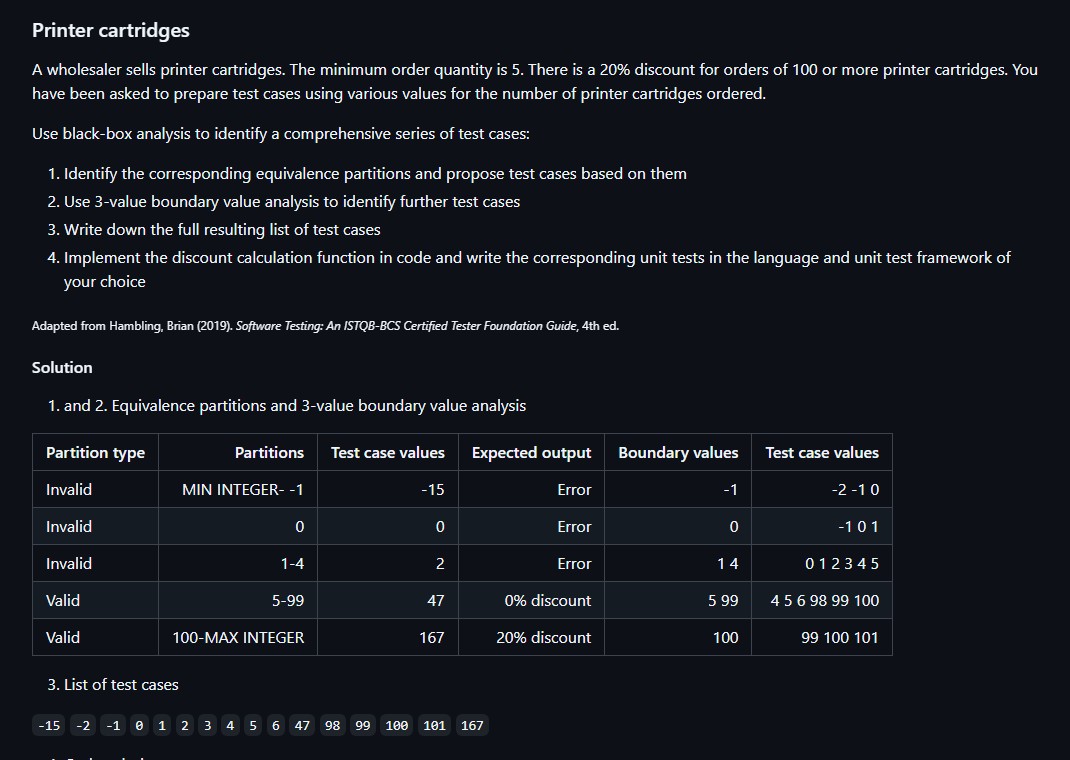 Printer cartridges
A wholesaler sells printer cartridges. The minimum order quantity is 5. There is a 20% discount for orders of 100 or more printer cartridges. You
have been asked to prepare test cases using various values for the number of printer cartridges ordered.
Use black-box analysis to identify a comprehensive series of test cases:
1. Identify the corresponding equivalence partitions and propose test cases based on them
2. Use 3-value boundary value analysis to identify further test cases
3. Write down the full resulting list of test cases
4. Implement the discount calculation function in code and write the corresponding unit tests in the language and unit test framework of
your choice
Adapted from Hambling, Brian (2019). Software Testing: An ISTQB-BCS Certified Tester Foundation Guide, 4th ed.
Solution
1. and 2. Equivalence partitions and 3-value boundary value analysis
Partition type Partitions Test case values Expected output Boundary values Test case values
Invalid MIN INTEGER- -1 -15 Error -1 -2 -1 0
Invalid 0 0 Error 0 -1 0 1
Invalid 1-4 2 Error 1 4 0 1 2 3 4 5
Valid 5-99 47 0% discount 5 99 4 5 6 98 99 100
Valid 100-MAX INTEGER 167 20% discount 100 99 100 101
3. List of test cases
-15 -2 -1 0 1 2 3 4 5 6 47 98 99 100 101 167